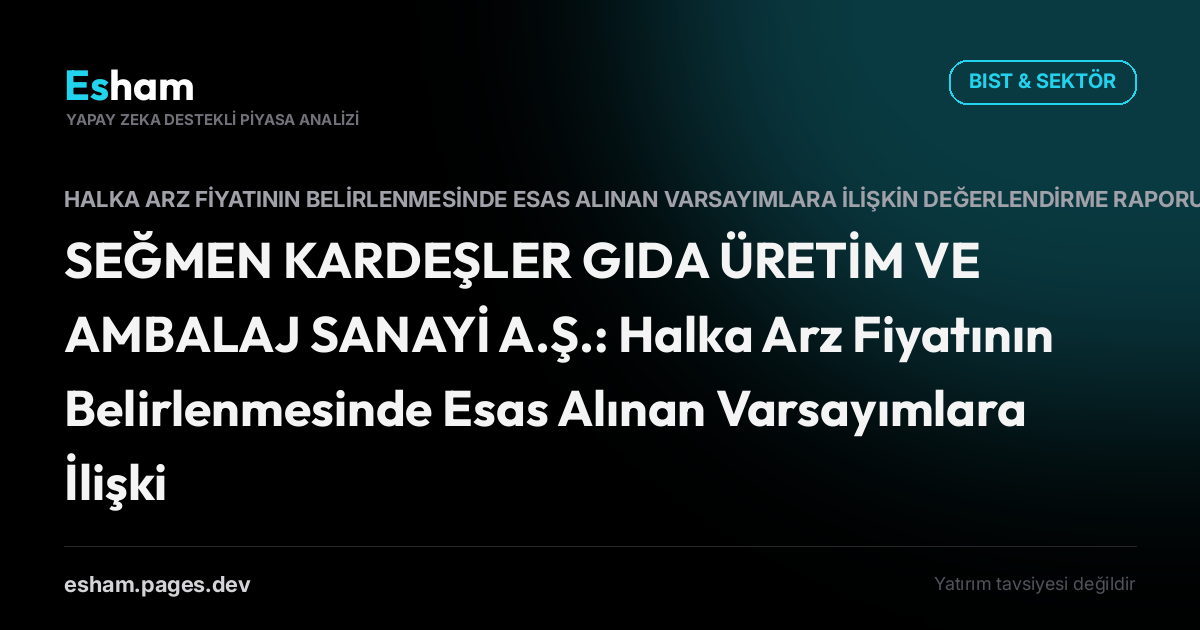 Esham
BIST & SEKTÖR
YAPAY ZEKA DESTEKLİ PİYASA ANALİZİ
HALKA ARZ FİYATININ BELİRLENMESİNDE ESAS ALINAN VARSAYIMLARA İLİŞKİN DEĞERLENDİRME RAPORU
SEĞMEN KARDEŞLER GIDA ÜRETİM VE
AMBALAJ SANAYİ A.Ş.: Halka Arz Fiyatının
Belirlenmesinde Esas Alınan Varsayımlara
İlişki
esham.pages.dev
Yatırım tavsiyesi değildir